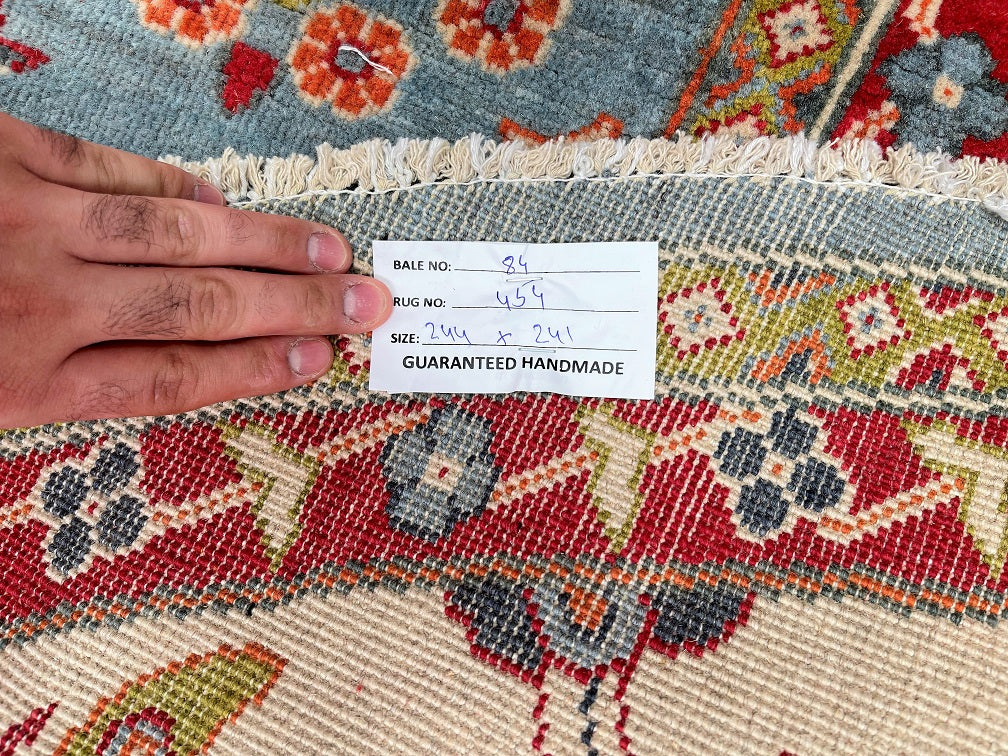 BALE NO: 84
RUG NO: 454
SIZE: 244 x 241
GUARANTEED HANDMADE